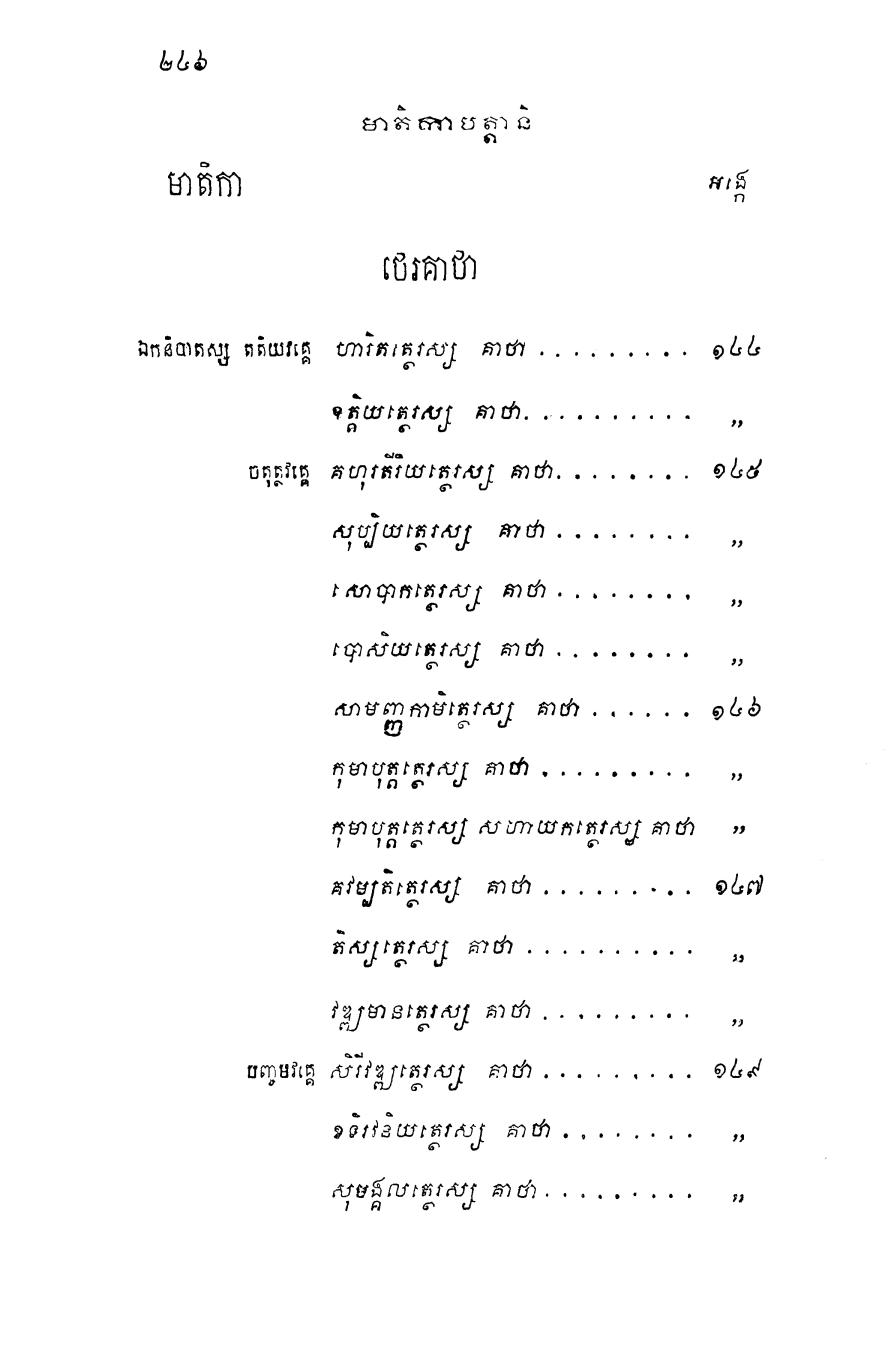 ២៤៦
មាតិកាបត្តានិ
មាតិកា អង្កេ
ថេរគាថា
ឯកនិបាតស្ស តតិយវគ្គេ ហារិតត្ថេរស្ស គាថា . . . . . . . . . ១៤៤
ឧត្តិយត្ថេរស្ស គាថា. . . . . . . . . . . ,,
ចតុត្ថវគ្គេ គហុរតីរិយត្ថេរស្ស គាថា. . . . . . . . ១៤៥
សុប្បិយត្ថេរស្ស គាថា . . . . . . . . ,,
សោបាកត្ថេរស្ស គាថា . . . . . . . . ,,
បោសិយត្ថេរស្ស គាថា . . . . . . . . ,,
សាមញ្ញកាមិត្ថេរស្ស គាថា . . . . . . ១៤៦
កុមាបុត្តត្ថេរស្ស គាថា . . . . . . . . . ,,
កុមាបុត្តត្ថេរស្ស សហាយកត្ថេរស្ស គាថា ,,
គវម្បតិត្ថេរស្ស គាថា . . . . . . . . . ១៤៧
តិស្សត្ថេរស្ស គាថា . . . . . . . . . . ,,
វឌ្ឍមានត្ថេរស្ស គាថា . . . . . . . . . ,,
បញ្ចមវគ្គេ សិរីវឌ្ឍត្ថេរស្ស គាថា . . . . . . . . . ១៤៩
ខទិរវនិយត្ថេរស្ស គាថា . . . . . . . . ,,
សុមង្គលត្ថេរស្ស គាថា . . . . . . . . . ,,